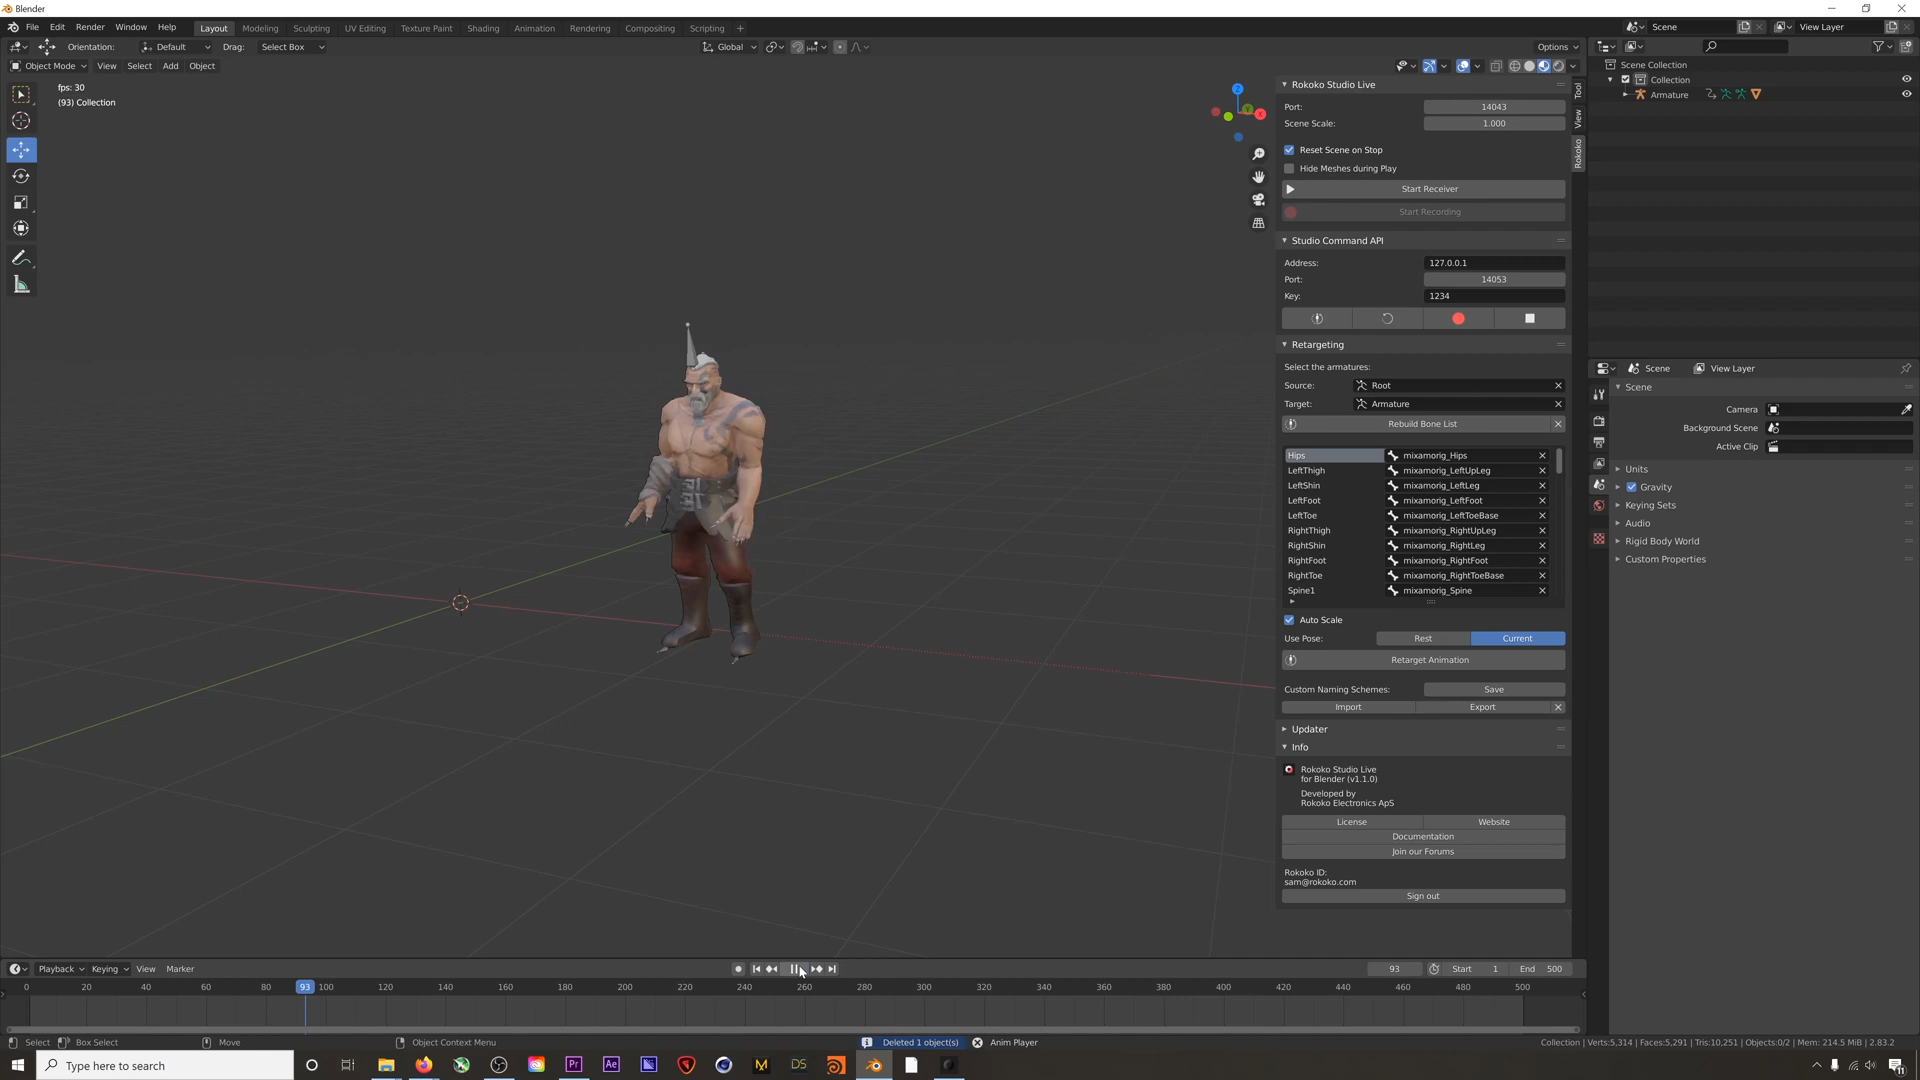 Blender
File Edit Render Window Help Layout Modeling Sculpting UV Editing Texture Paint Shading Animation Rendering Compositing Scripting + Scene View Layer
Orientation: Default Drag: Select Box Global Options
Object Mode View Select Add Object
fps: 30
(93) Collection
Z
Y
X
Rokoko Studio Live
Port: 14043
Scene Scale: 1.000
Reset Scene on Stop
Hide Meshes during Play
Start Receiver
Start Recording
Studio Command API
Address: 127.0.0.1
Port: 14053
Key: 1234
Retargeting
Select the armatures:
Source: Root
Target: Armature
Rebuild Bone List
Hips mixamorig_Hips
LeftThigh mixamorig_LeftUpLeg
LeftShin mixamorig_LeftLeg
LeftFoot mixamorig_LeftFoot
LeftToe mixamorig_LeftToeBase
RightThigh mixamorig_RightUpLeg
RightShin mixamorig_RightLeg
RightFoot mixamorig_RightFoot
RightToe mixamorig_RightToeBase
Spine1 mixamorig_Spine
Auto Scale
Use Pose: Rest Current
Retarget Animation
Custom Naming Schemes: Save
Import Export
Updater
Info
Rokoko Studio Live
for Blender (v1.1.0)
Developed by
Rokoko Electronics ApS
License Website
Documentation
Join our Forums
Rokoko ID:
sam@rokoko.com
Sign out
Tool
View
Rokoko
Scene Collection
Collection
Armature
Scene View Layer
Scene
Camera
Background Scene
Active Clip
Units
Gravity
Keying Sets
Audio
Rigid Body World
Custom Properties
Playback Keying View Marker 93 Start 1 End 500
0 20 40 60 80 93 100 120 140 160 180 200 220 240 260 280 300 320 340 360 380 400 420 440 460 480 500
Select Box Select Move Object Context Menu Deleted 1 object(s) Anim Player Collection | Verts:5,314 | Faces:5,291 | Tris:10,251 | Objects:0/2 | Mem: 214.5 MiB | 2.83.2
Type here to search Pr Ae M DS 11